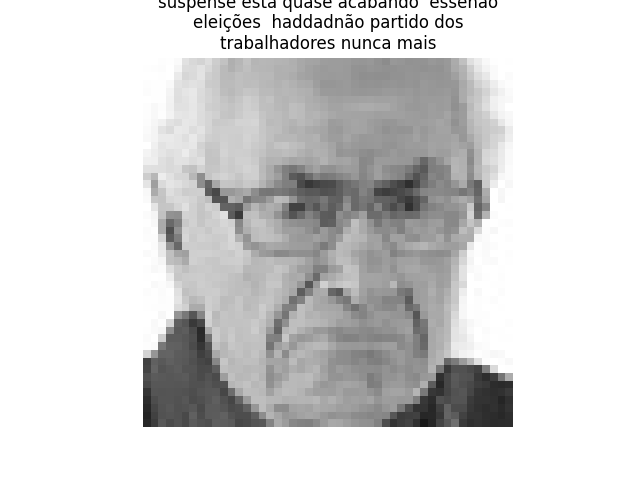 suspense está quase acabando  essenão
eleições  haddadnão partido dos
trabalhadores nunca mais